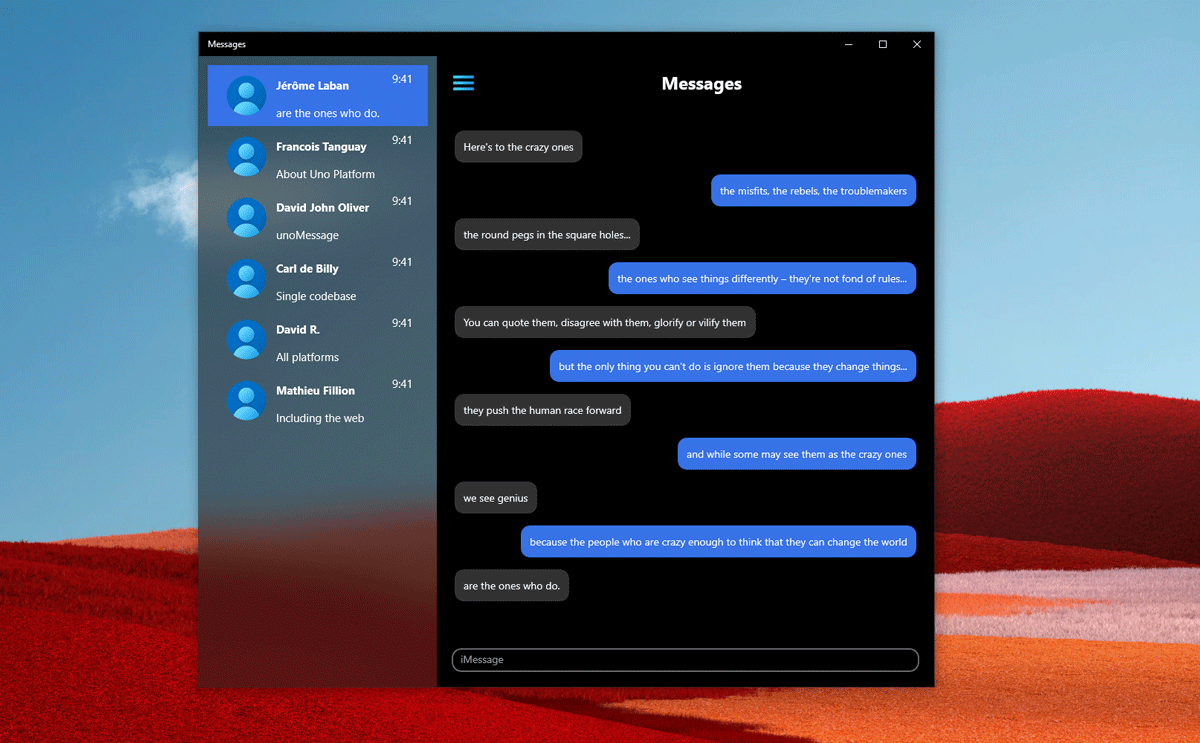 Messages
Jérôme Laban
9:41
are the ones who do.
Francois Tanguay
9:41
About Uno Platform
David John Oliver
9:41
unoMessage
Carl de Billy
9:41
Single codebase
David R.
9:41
All platforms
Mathieu Fillion
9:41
Including the web
Messages
Here's to the crazy ones
the misfits, the rebels, the troublemakers
the round pegs in the square holes...
the ones who see things differently – they're not fond of rules...
You can quote them, disagree with them, glorify or vilify them
but the only thing you can't do is ignore them because they change things...
they push the human race forward
and while some may see them as the crazy ones
we see genius
because the people who are crazy enough to think that they can change the world
are the ones who do.
iMessage